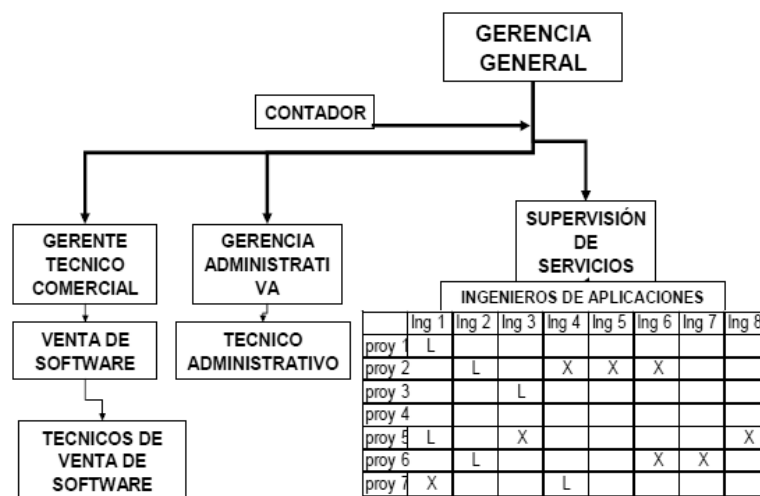 GERENCIA
GENERAL
CONTADOR
GERENTE
TECNICO
COMERCIAL
GERENCIA
ADMINISTRATI
VA
SUPERVISIÓN
DE
SERVICIOS
VENTA DE
SOFTWARE
TECNICO
ADMINISTRATIVO
TECNICOS DE
VENTA DE
SOFTWARE
INGENIEROS DE APLICACIONES
Ing 1 Ing 2 Ing 3 Ing 4 Ing 5 Ing 6 Ing 7 Ing 8
proy 1 L
proy 2 L X X X
proy 3 L
proy 4
proy 5 L X X
proy 6 L X X
proy 7 X L